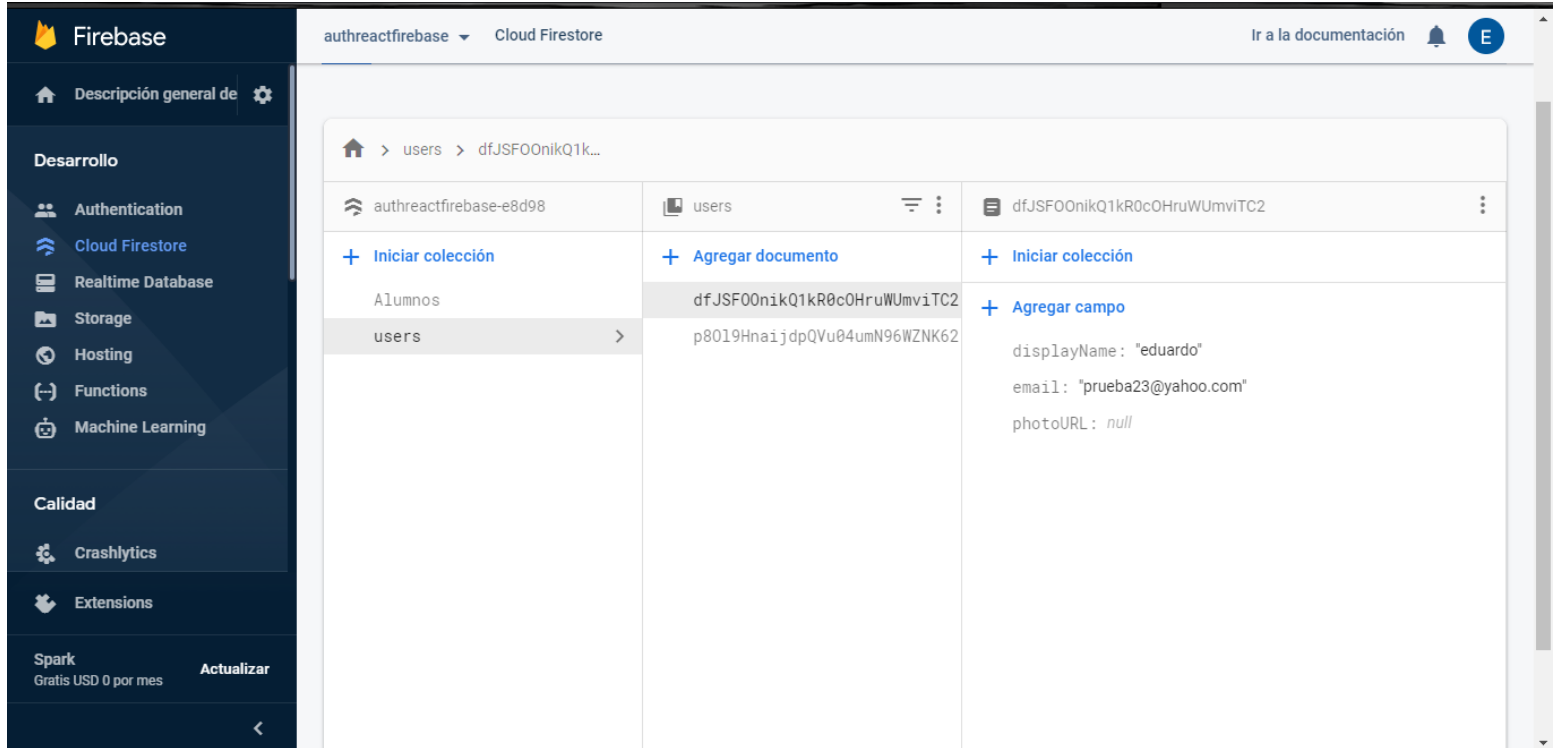 Firebase
authreactfirebase
Cloud Firestore
Ir a la documentación
E
Descripción general de
Desarrollo
Authentication
Cloud Firestore
Realtime Database
Storage
Hosting
Functions
Machine Learning
Calidad
Crashlytics
Extensions
Spark
Gratis USD 0 por mes
Actualizar
> users > dfJSFOOnikQ1k...
authreactfirebase-e8d98
Iniciar colección
Alumnos
users
users
Agregar documento
dfJSFOOnikQ1kR0cOHruWUmviTC2
p8Ol9HnaijdpQVu04umN96WZNK62
dfJSFOOnikQ1kR0cOHruWUmviTC2
Iniciar colección
Agregar campo
displayName: "eduardo"
email: "prueba23@yahoo.com"
photoURL: null